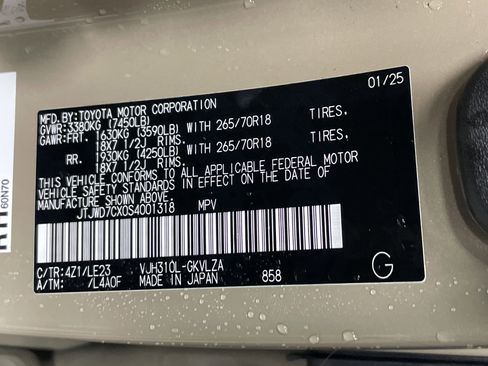 MFD.BY:TOYOTA MOTOR CORPORATION 01/25
GVWR:3380KG (7450LB)
GAWR:FRT. 1630KG (3590LB) WITH 265/70R18 TIRES,
18X7 1/2J RIMS.
RR. 1930KG (4250LB) WITH 265/70R18 TIRES,
18X7 1/2J RIMS.
THIS VEHICLE CONFORMS TO ALL APPLICABLE FEDERAL MOTOR
VEHICLE SAFETY STANDARDS IN EFFECT ON THE DATE OF
MANUFACTURE SHOWN ABOVE.
JTJWD7CX0S4001318 MPV
C/TR:4Z1/LE23 VJH310L-GKVLZA
A/TM: /L4A0F MADE IN JAPAN 858
G
60N70